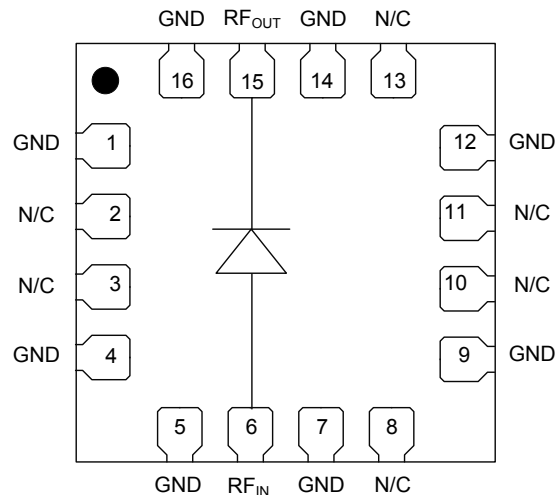 GND RF_OUT GND N/C
16 15 14 13
GND 1 12 GND
N/C 2 11 N/C
N/C 3 10 N/C
GND 4 9 GND
5 6 7 8
GND RF_IN GND N/C